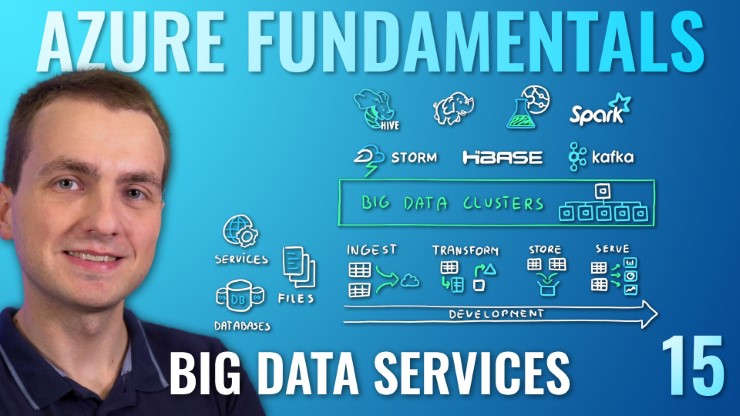 AZURE FUNDAMENTALS
HIVE
Spark
STORM HBASE kafka
BIG DATA CLUSTERS
SERVICES
FILES
DB
DATABASES
INGEST TRANSFORM STORE SERVE
DEVELOPMENT
BIG DATA SERVICES
15